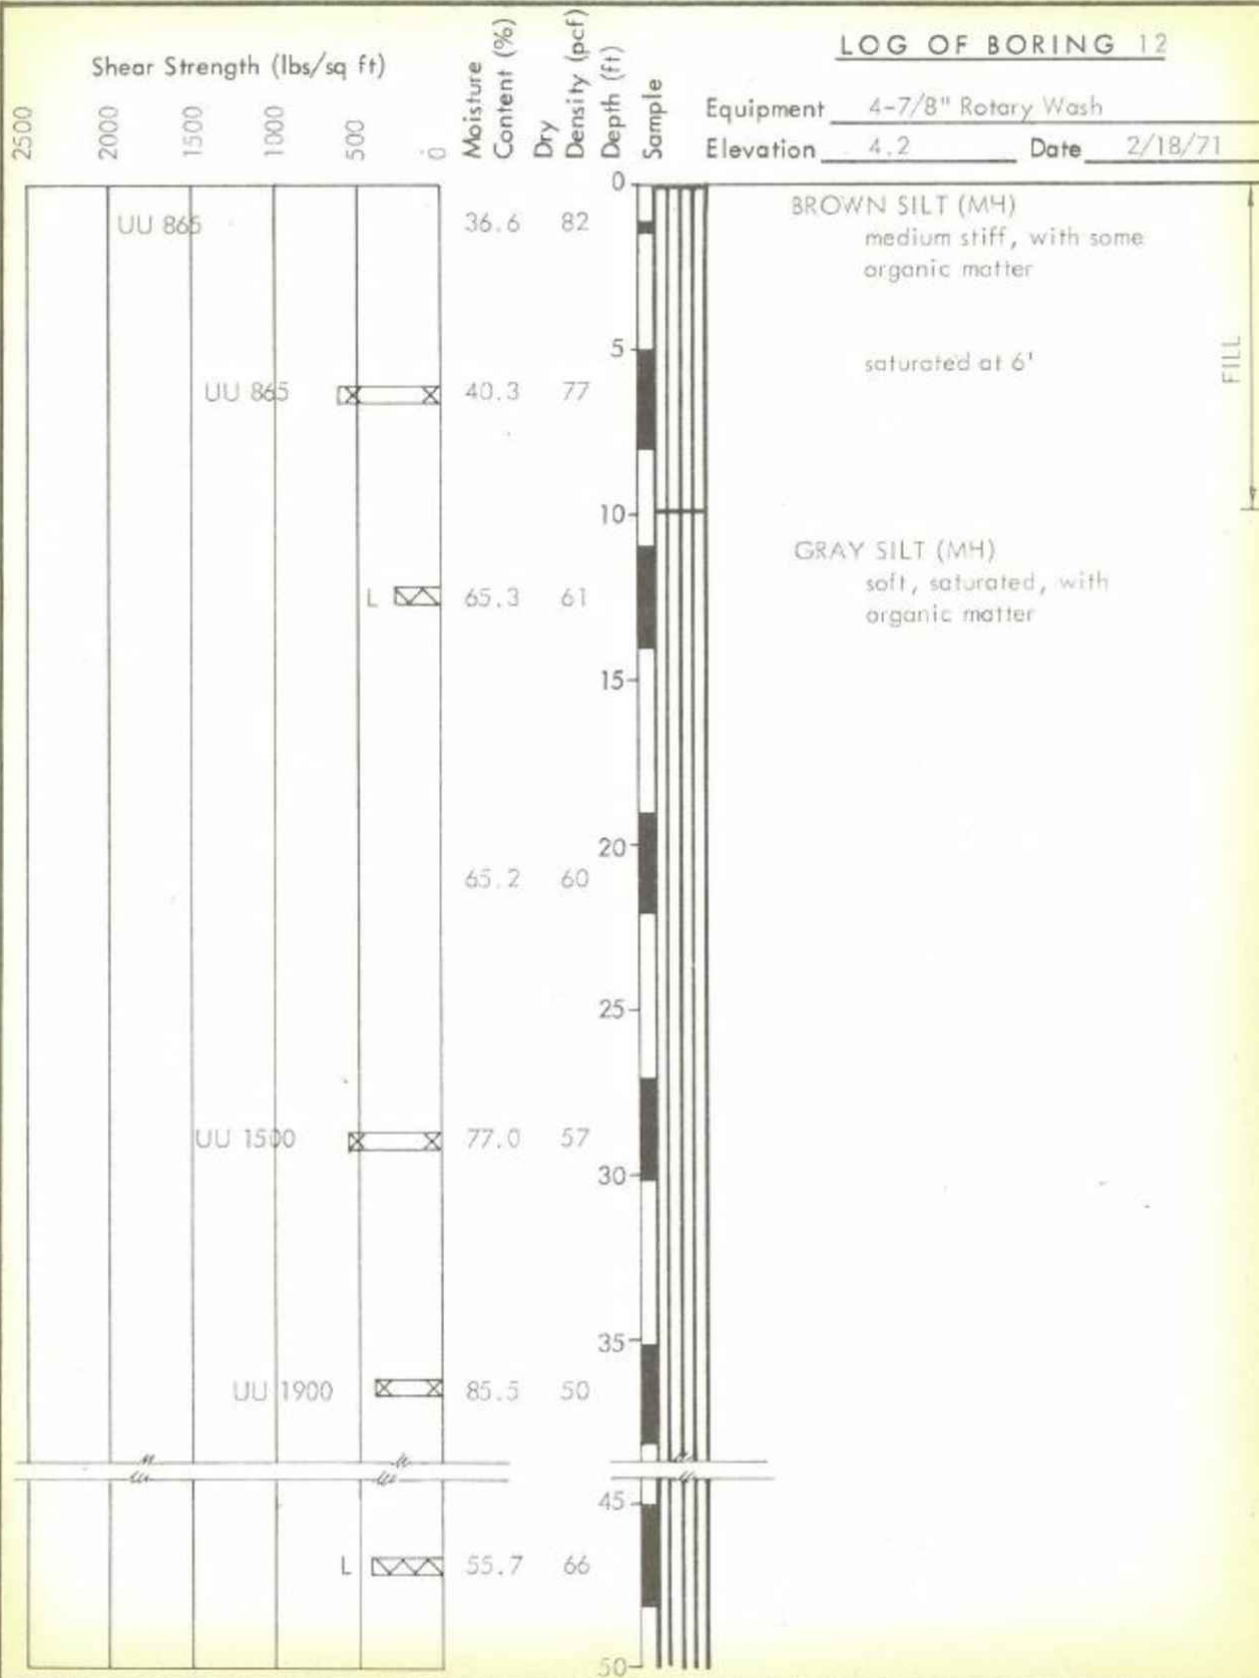 LOG OF BORING 12
Equipment 4-7/8" Rotary Wash
Elevation 4.2 Date 2/18/71
Shear Strength (lbs/sq ft)
2500 2000 1500 1000 500 0
Moisture Content (%)
Dry Density (pcf)
Depth (ft)
Sample
0
UU 865 36.6 82
BROWN SILT (MH)
medium stiff, with some
organic matter
5
saturated at 6'
FILL
UU 865 40.3 77
10
GRAY SILT (MH)
soft, saturated, with
organic matter
L 65.3 61
15
20
65.2 60
25
UU 1500 77.0 57
30
35
UU 1900 85.5 50
45
L 55.7 66
50